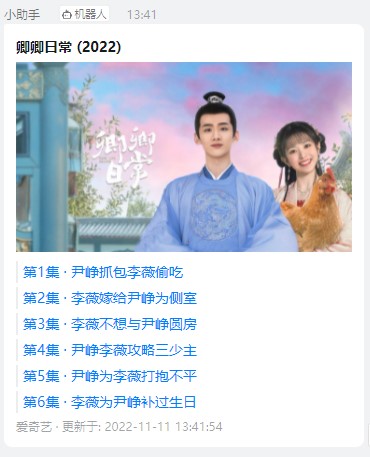 小助手 机器人 13:41
卿卿日常 (2022)
卿卿
日常
第1集 · 尹峥抓包李薇偷吃
第2集 · 李薇嫁给尹峥为侧室
第3集 · 李薇不想与尹峥圆房
第4集 · 尹峥李薇攻略三少主
第5集 · 尹峥为李薇打抱不平
第6集 · 李薇为尹峥补过生日
爱奇艺 · 更新于: 2022-11-11 13:41:54